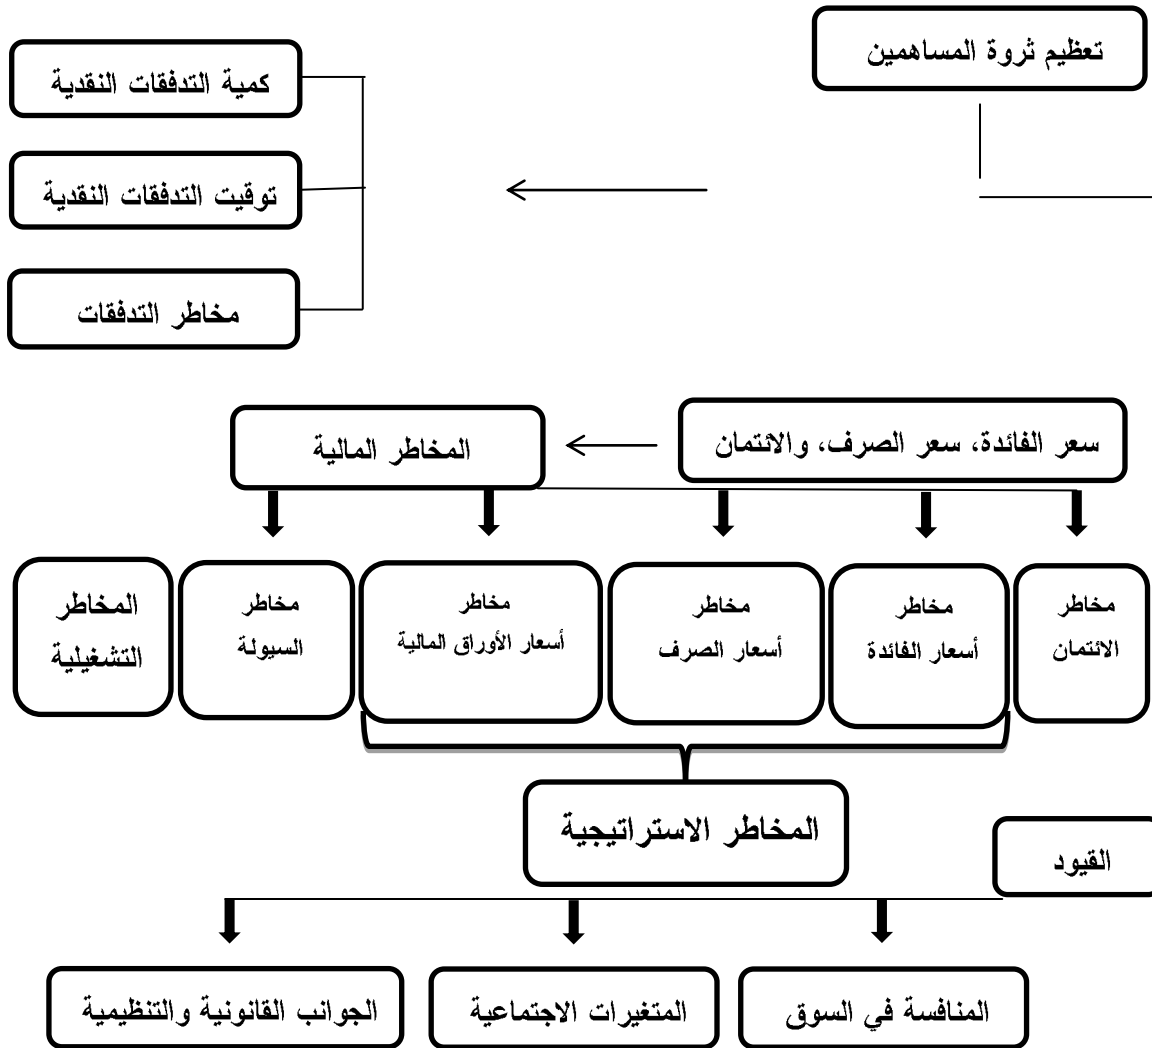 تعظيم ثروة المساهمين
كمية التدفقات النقدية
توقيت التدفقات النقدية
مخاطر التدفقات
سعر الفائدة، سعر الصرف، والائتمان
المخاطر المالية
مخاطر
الائتمان
مخاطر
أسعار الفائدة
مخاطر
أسعار الصرف
مخاطر
أسعار الأوراق المالية
مخاطر
السيولة
المخاطر
التشغيلية
المخاطر الاستراتيجية
القيود
المنافسة في السوق
المتغيرات الاجتماعية
الجوانب القانونية والتنظيمية